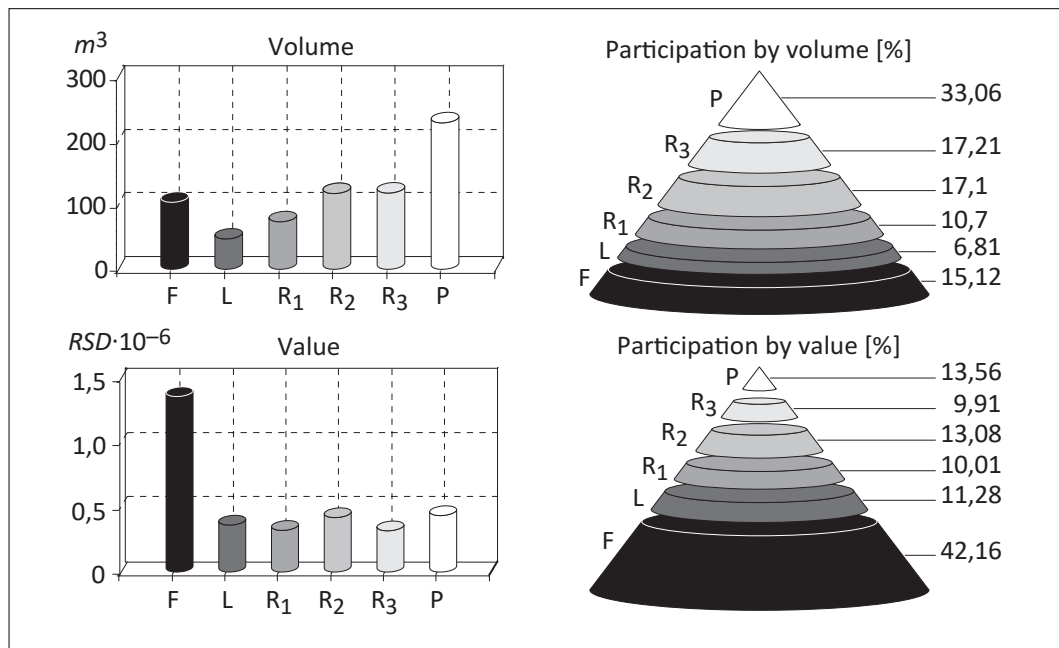 m³ Volume
300
200
100
0
F L R₁ R₂ R₃ P
Participation by volume [%]
P 33,06
R₃ 17,21
R₂ 17,1
R₁ 10,7
L 6,81
F 15,12
RSD·10⁻⁶ Value
1,5
1,0
0,5
0
F L R₁ R₂ R₃ P
Participation by value [%]
P 13,56
R₃ 9,91
R₂ 13,08
R₁ 10,01
L 11,28
F 42,16